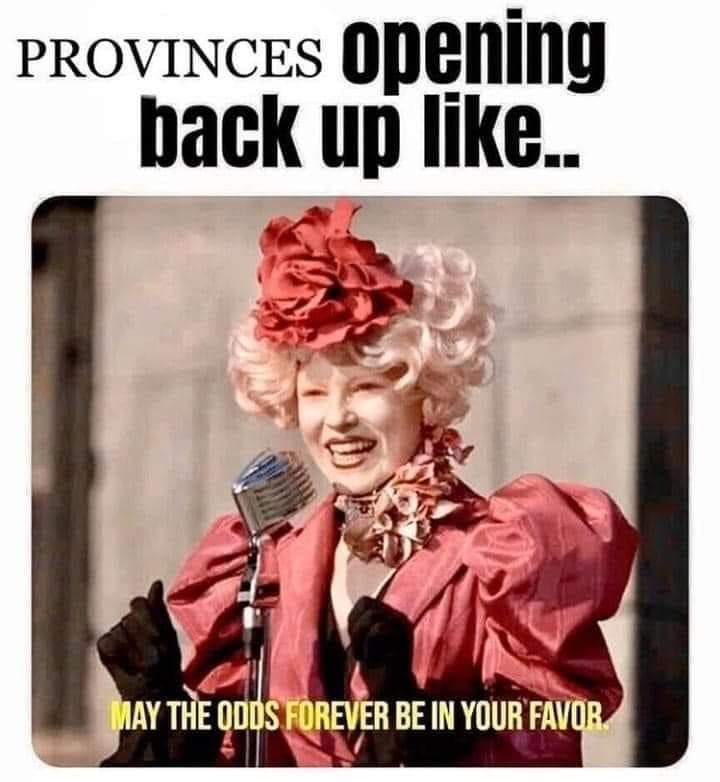 PROVINCES opening
back up like..
MAY THE ODDS FOREVER BE IN YOUR FAVOR.